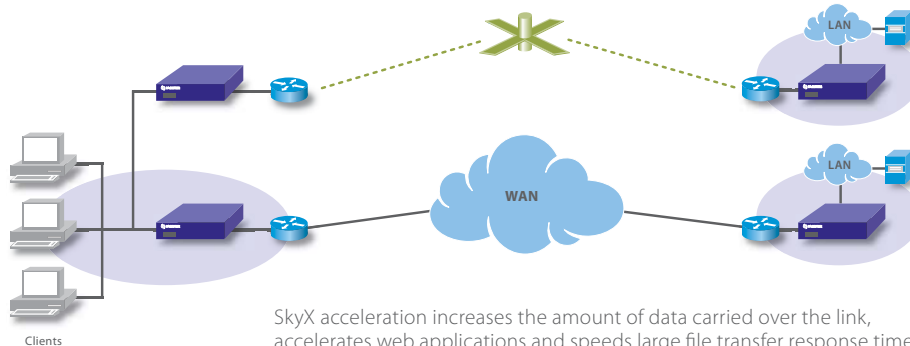 LAN
WAN
LAN
Clients
SkyX acceleration increases the amount of data carried over the link,
accelerates web applications and speeds large file transfer response time